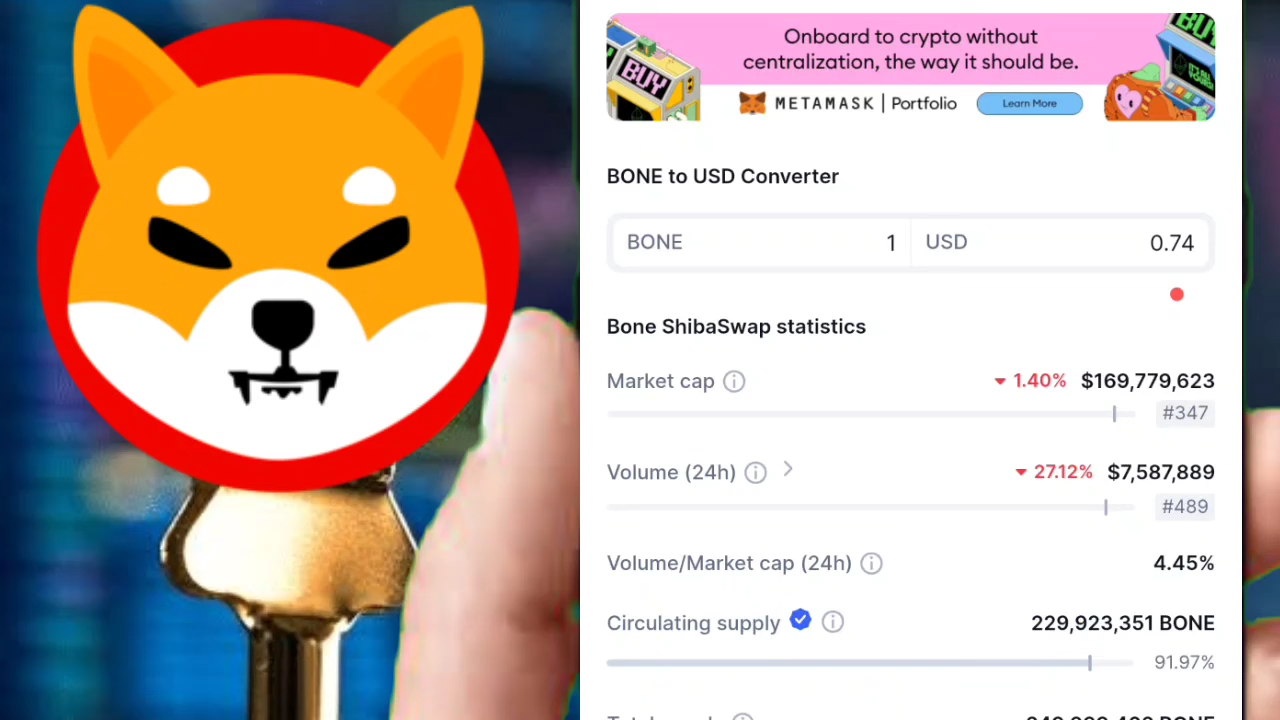 Onboard to crypto without
centralization, the way it should be.
BUY
METAMASK | Portfolio
Learn More
BONE to USD Converter
BONE 1 USD 0.74
Bone ShibaSwap statistics
Market cap 1.40% $169,779,623
#347
Volume (24h) 27.12% $7,587,889
#489
Volume/Market cap (24h) 4.45%
Circulating supply 229,923,351 BONE
91.97%